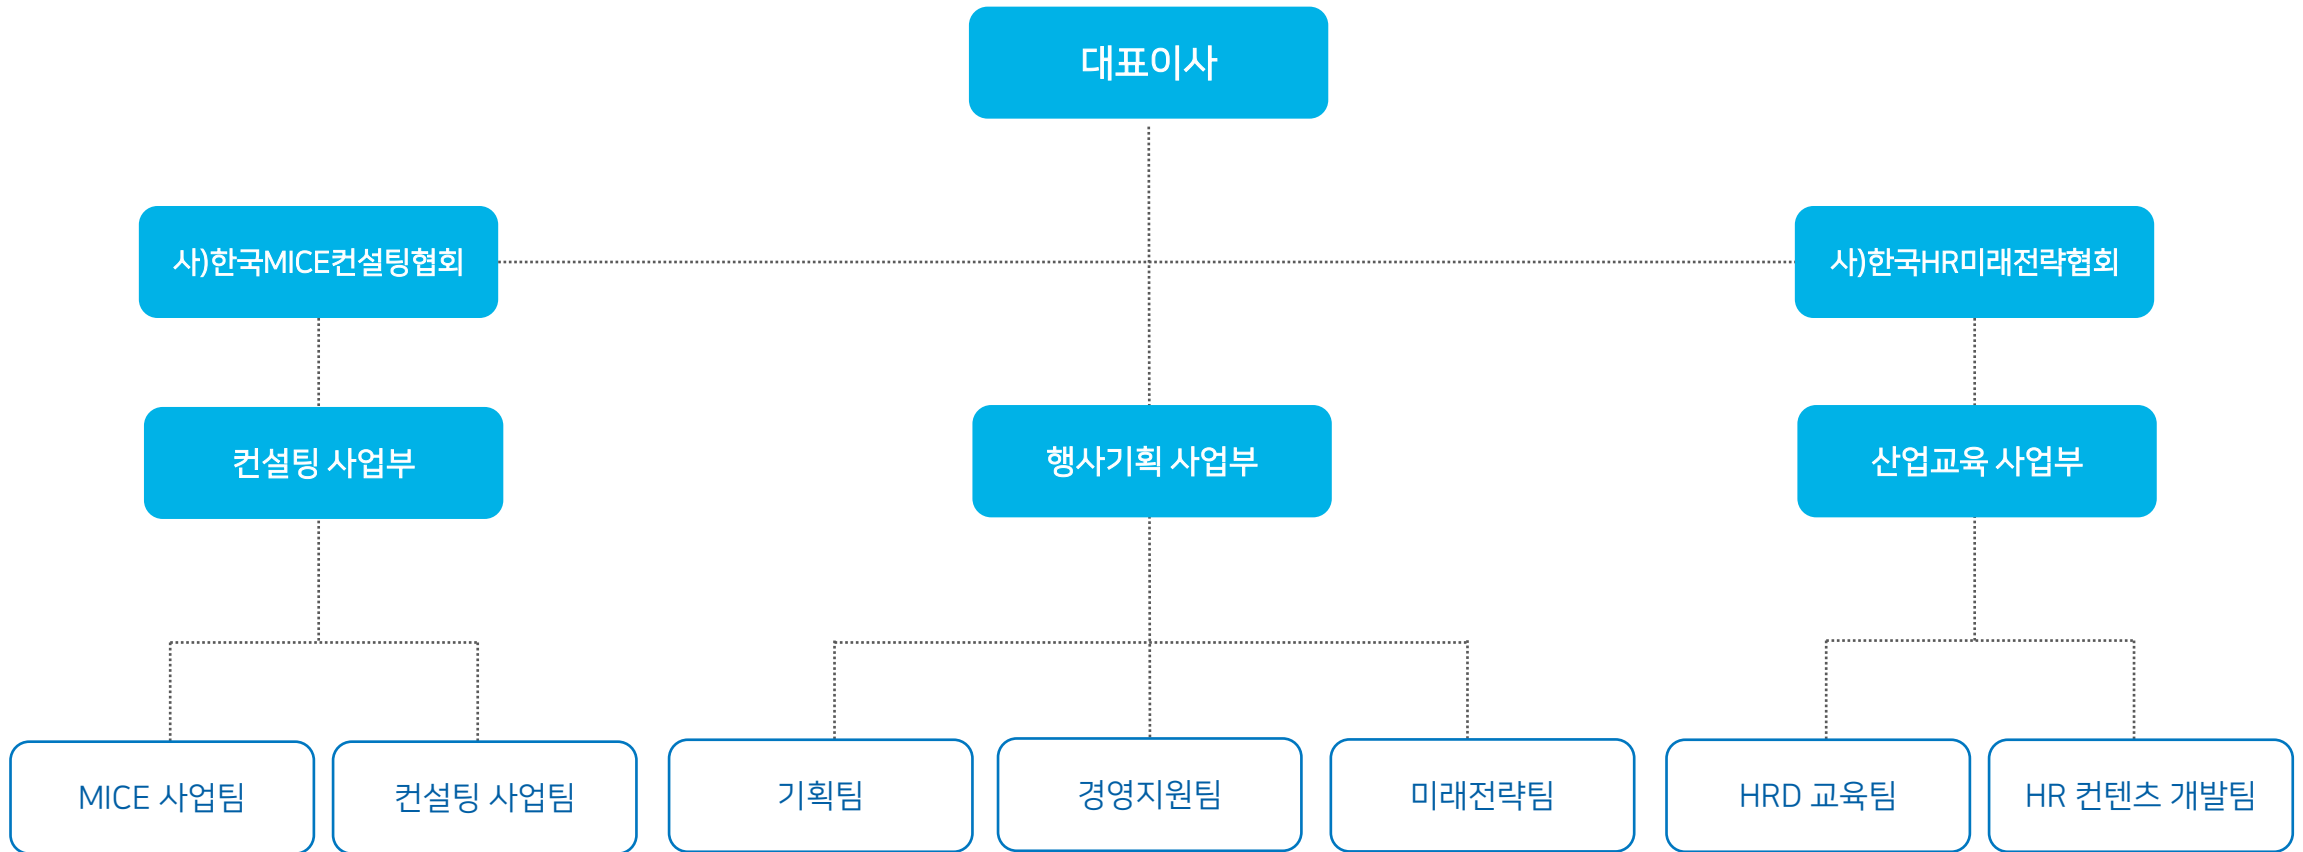 대표이사
사)한국MICE컨설팅협회
사)한국HR미래전략협회
컨설팅 사업부
행사기획 사업부
산업교육 사업부
MICE 사업팀
컨설팅 사업팀
기획팀
경영지원팀
미래전략팀
HRD 교육팀
HR 컨텐츠 개발팀